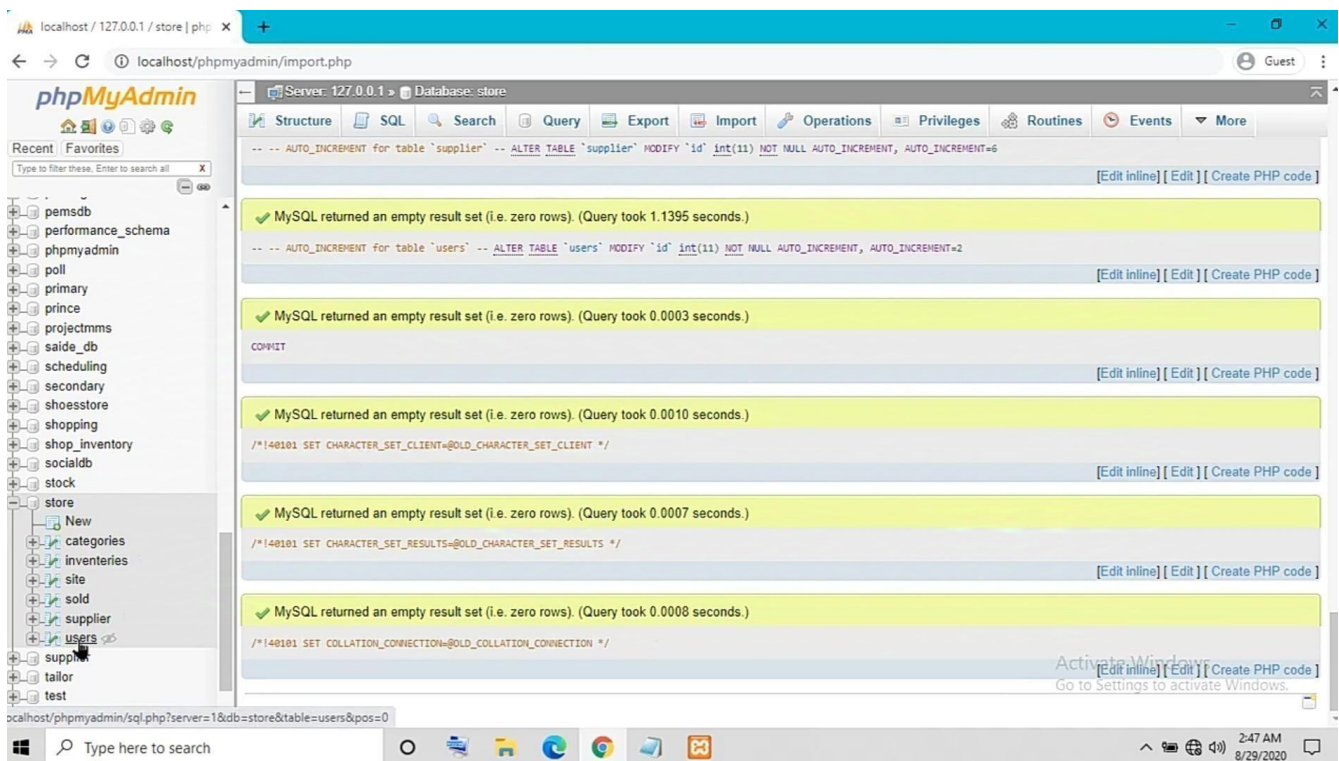 localhost / 127.0.0.1 / store | php
localhost/phpmyadmin/import.php
Guest
phpMyAdmin
Server: 127.0.0.1 » Database: store
Structure SQL Search Query Export Import Operations Privileges Routines Events More
Recent Favorites
Type to filter these, Enter to search all X
pemsdb
performance_schema
phpmyadmin
poll
primary
prince
projectmms
saide_db
scheduling
secondary
shoesstore
shopping
shop_inventory
socialdb
stock
store
New
categories
inventeries
site
sold
supplier
users
supplier
tailor
test
-- -- AUTO_INCREMENT for table `supplier` -- ALTER TABLE `supplier` MODIFY `id` int(11) NOT NULL AUTO_INCREMENT, AUTO_INCREMENT=6
[Edit inline] [ Edit ] [ Create PHP code ]
MySQL returned an empty result set (i.e. zero rows). (Query took 1.1395 seconds.)
-- -- AUTO_INCREMENT for table `users` -- ALTER TABLE `users` MODIFY `id` int(11) NOT NULL AUTO_INCREMENT, AUTO_INCREMENT=2
[Edit inline] [ Edit ] [ Create PHP code ]
MySQL returned an empty result set (i.e. zero rows). (Query took 0.0003 seconds.)
COMMIT
[Edit inline] [ Edit ] [ Create PHP code ]
MySQL returned an empty result set (i.e. zero rows). (Query took 0.0010 seconds.)
/*!40101 SET CHARACTER_SET_CLIENT=@OLD_CHARACTER_SET_CLIENT */
[Edit inline] [ Edit ] [ Create PHP code ]
MySQL returned an empty result set (i.e. zero rows). (Query took 0.0007 seconds.)
/*!40101 SET CHARACTER_SET_RESULTS=@OLD_CHARACTER_SET_RESULTS */
[Edit inline] [ Edit ] [ Create PHP code ]
MySQL returned an empty result set (i.e. zero rows). (Query took 0.0008 seconds.)
/*!40101 SET COLLATION_CONNECTION=@OLD_COLLATION_CONNECTION */
[Edit inline] [ Edit ] [ Create PHP code ]
Activate Windows
Go to Settings to activate Windows.
ocalhost/phpmyadmin/sql.php?server=1&db=store&table=users&pos=0
Type here to search
2:47 AM
8/29/2020